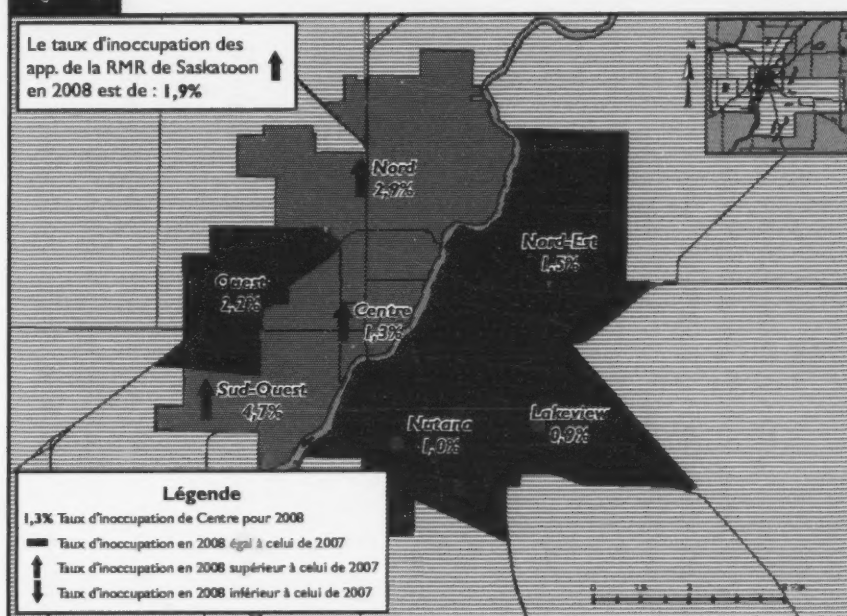 Le taux d'inoccupation des
app. de la RMR de Saskatoon
en 2008 est de : 1,9%
N
Nord
2,9%
Nord-Est
1,5%
Ouest
2,2%
Centre
1,3%
Sud-Ouest
4,7%
Nutana
1,0%
Lakeview
0,9%
Légende
1,3% Taux d'inoccupation de Centre pour 2008
Taux d'inoccupation en 2008 égal à celui de 2007
Taux d'inoccupation en 2008 supérieur à celui de 2007
Taux d'inoccupation en 2008 inférieur à celui de 2007